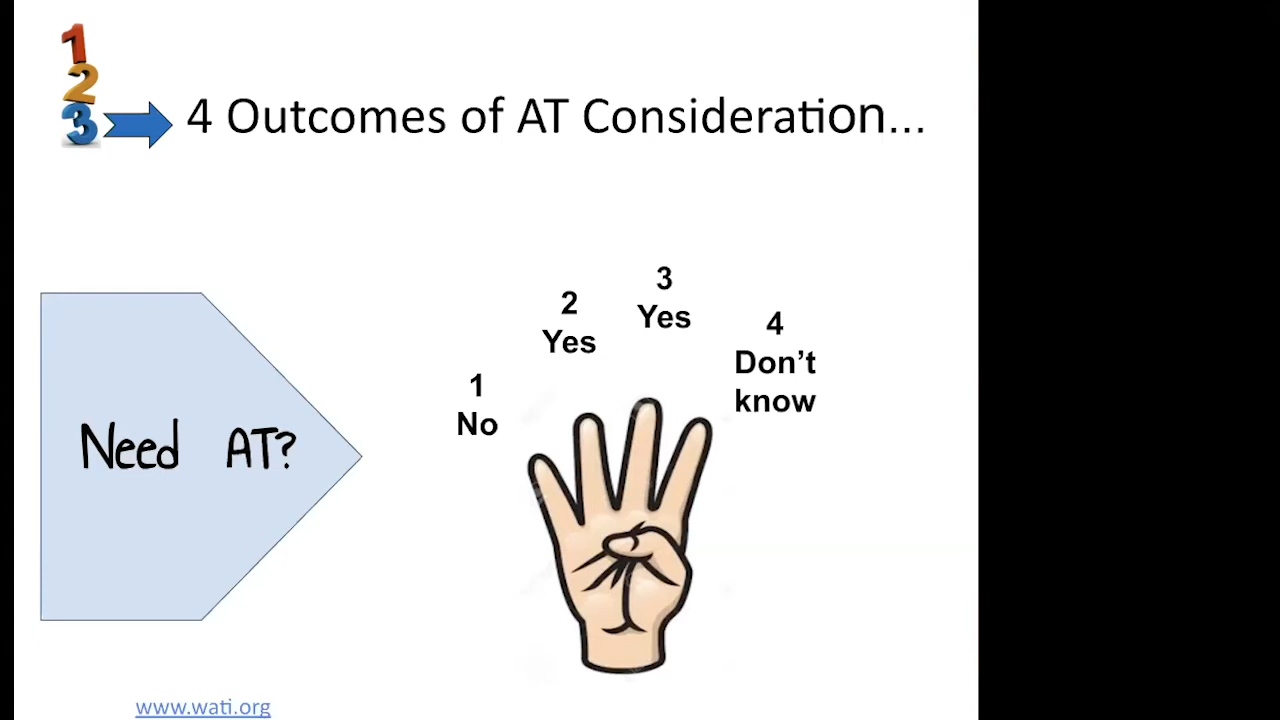 1
2
3
4 Outcomes of AT Consideration...
Need AT?
1
No
2
Yes
3
Yes
4
Don't
know
www.wati.org